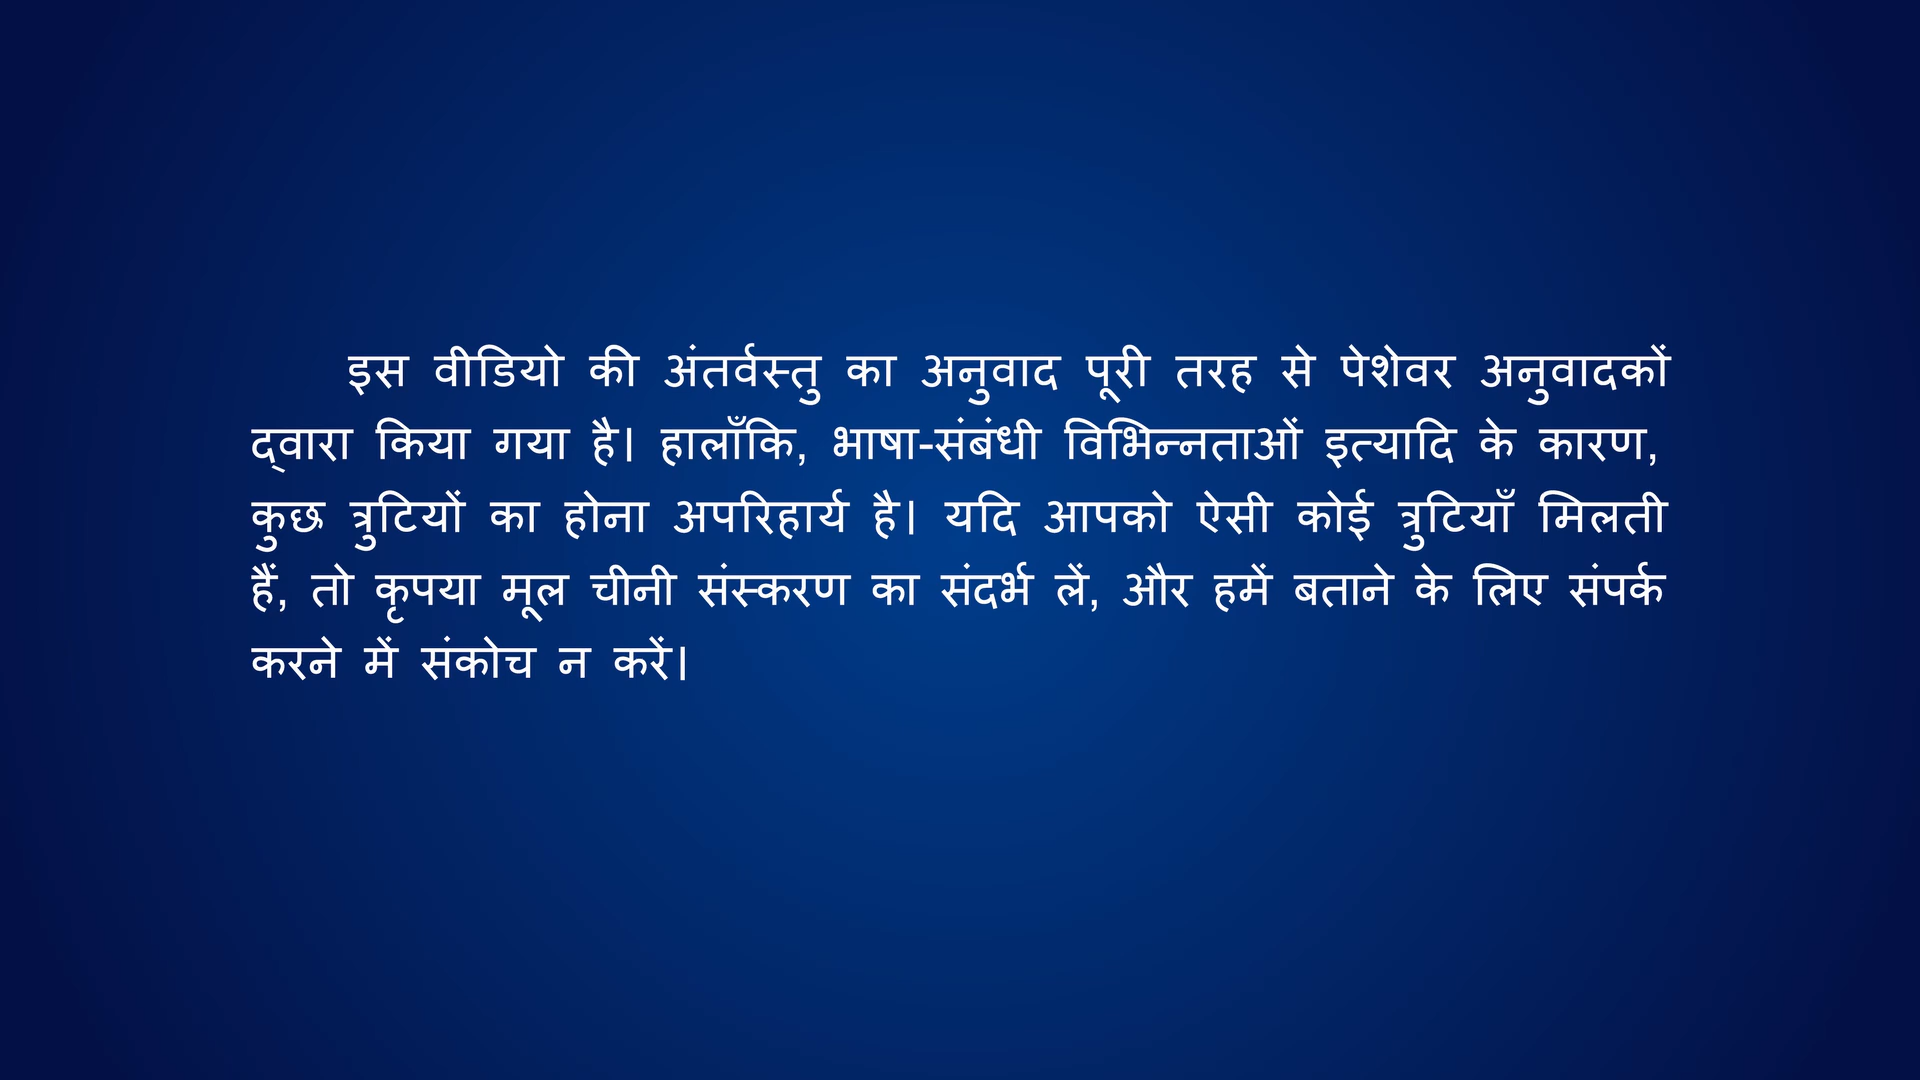 इस वीडियो की अंतर्वस्तु का अनुवाद पूरी तरह से पेशेवर अनुवादकों
द्वारा किया गया है। हालाँकि, भाषा-संबंधी विभिन्नताओं इत्यादि के कारण,
कुछ त्रुटियों का होना अपरिहार्य है। यदि आपको ऐसी कोई त्रुटियाँ मिलती
हैं, तो कृपया मूल चीनी संस्करण का संदर्भ लें, और हमें बताने के लिए संपर्क
करने में संकोच न करें।